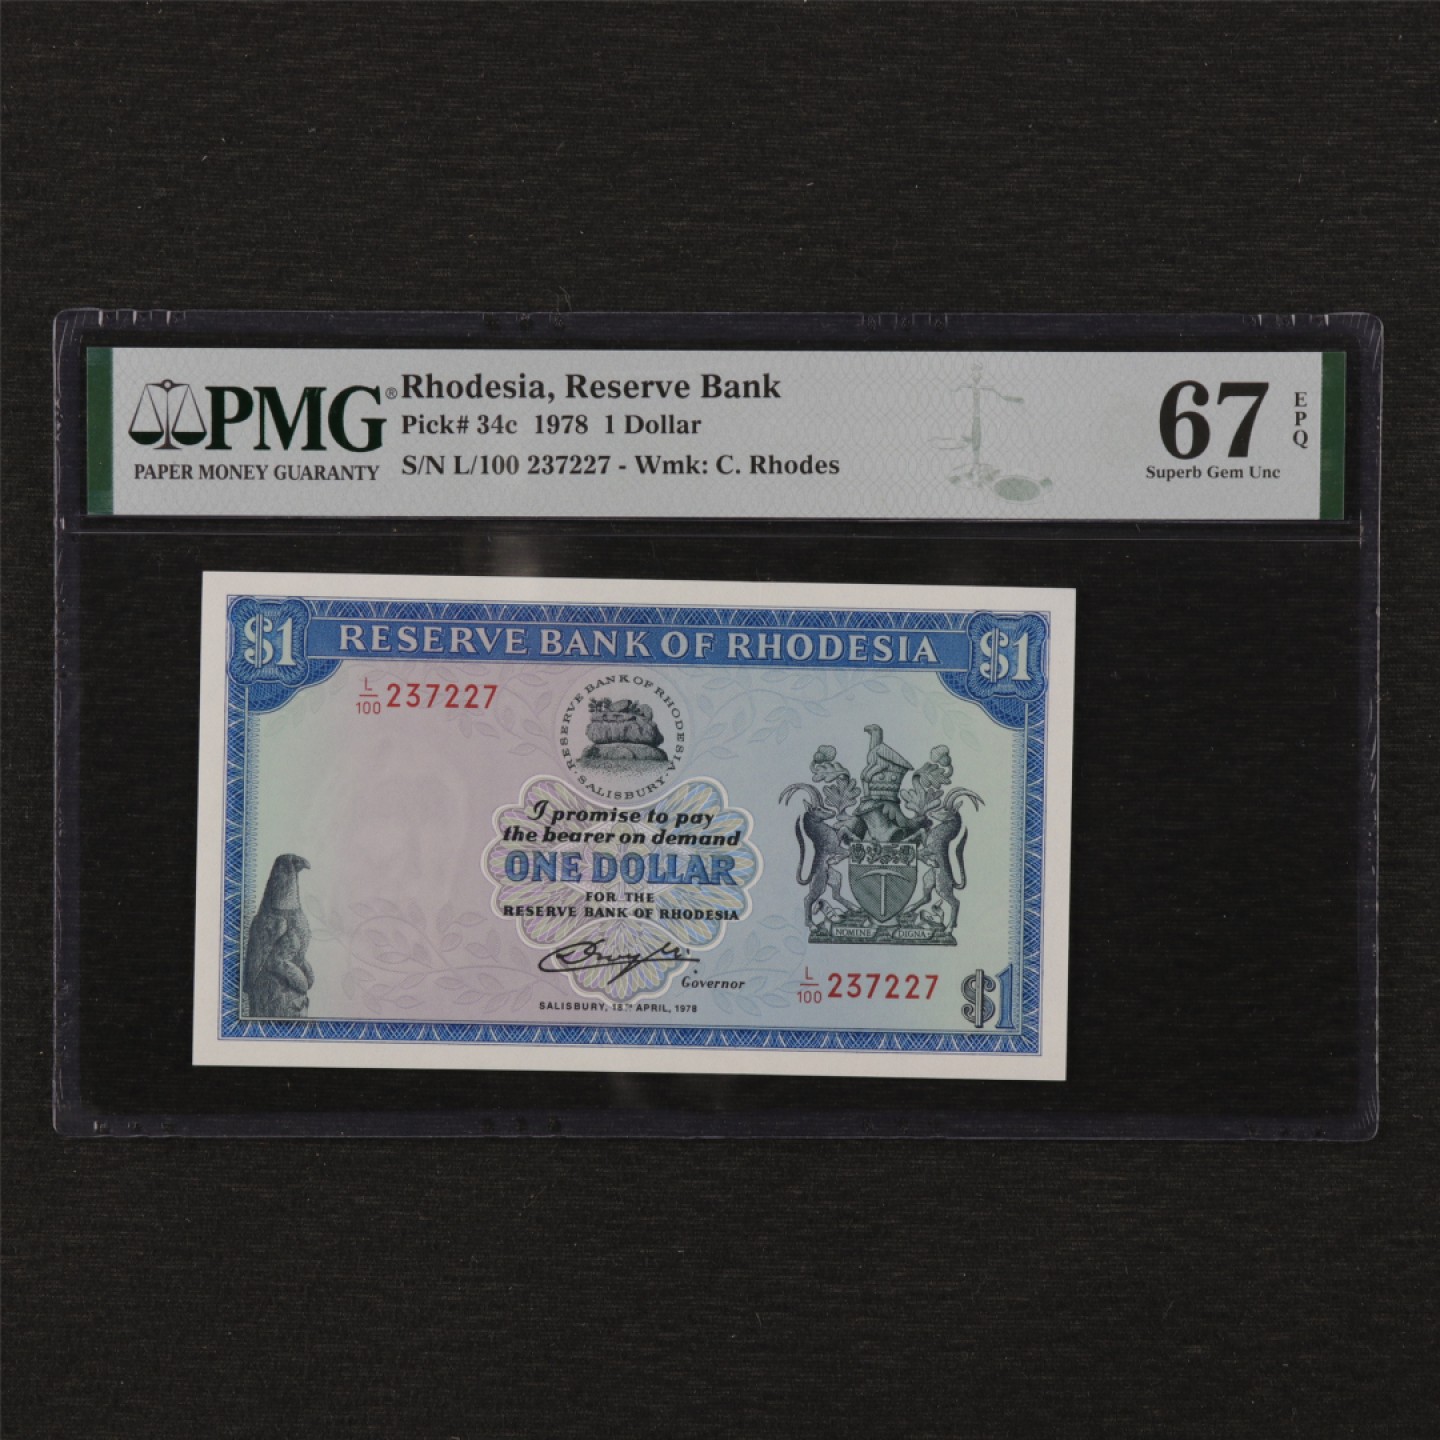 PMG®
PAPER MONEY GUARANTY
Rhodesia, Reserve Bank
Pick# 34c 1978 1 Dollar
S/N L/100 237227 - Wmk: C. Rhodes
67
EPQ
Superb Gem Unc
$1
RESERVE BANK OF RHODESIA
$1
L/100 237227
RESERVE BANK OF RHODESIA · SALISBURY ·
I promise to pay
the bearer on demand
ONE DOLLAR
FOR THE
RESERVE BANK OF RHODESIA
Governor
SALISBURY, 18TH APRIL, 1978
NOMINE DIGNA
L/100 237227
$1